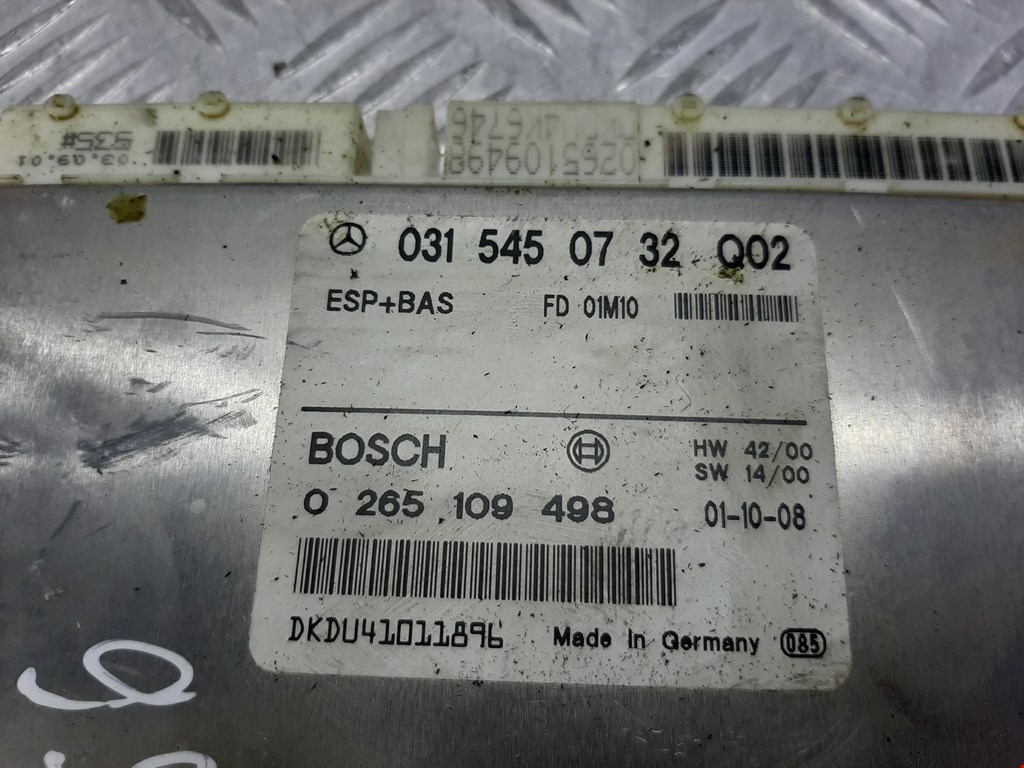 935#
03.09.01
0265109498
031 545 07 32 Q02
ESP+BAS FD 01M10
BOSCH
HW 42/00
SW 14/00
0 265 109 498 01-10-08
DKDU41011896 Made in Germany 085